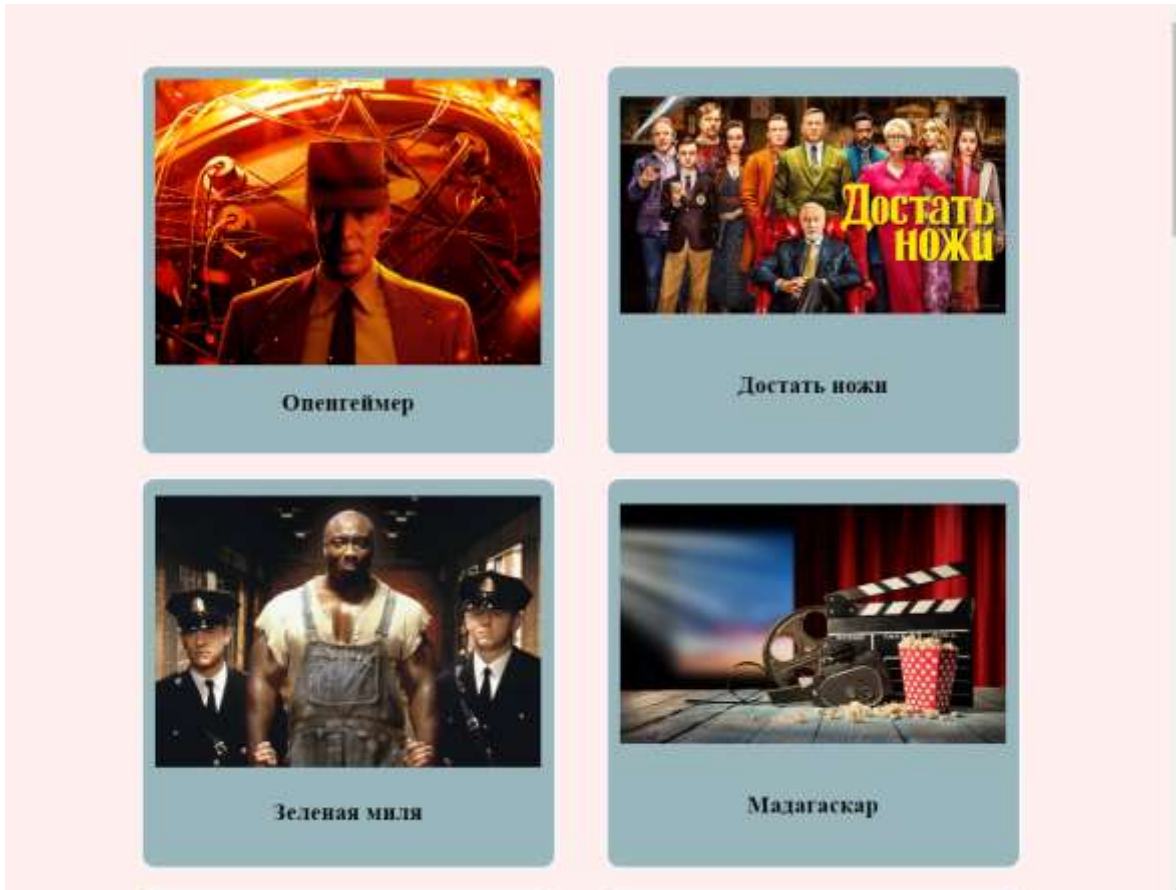 Опенгеймер
Достать
ножи
Достать ножи
Зеленая миля
Мадагаскар